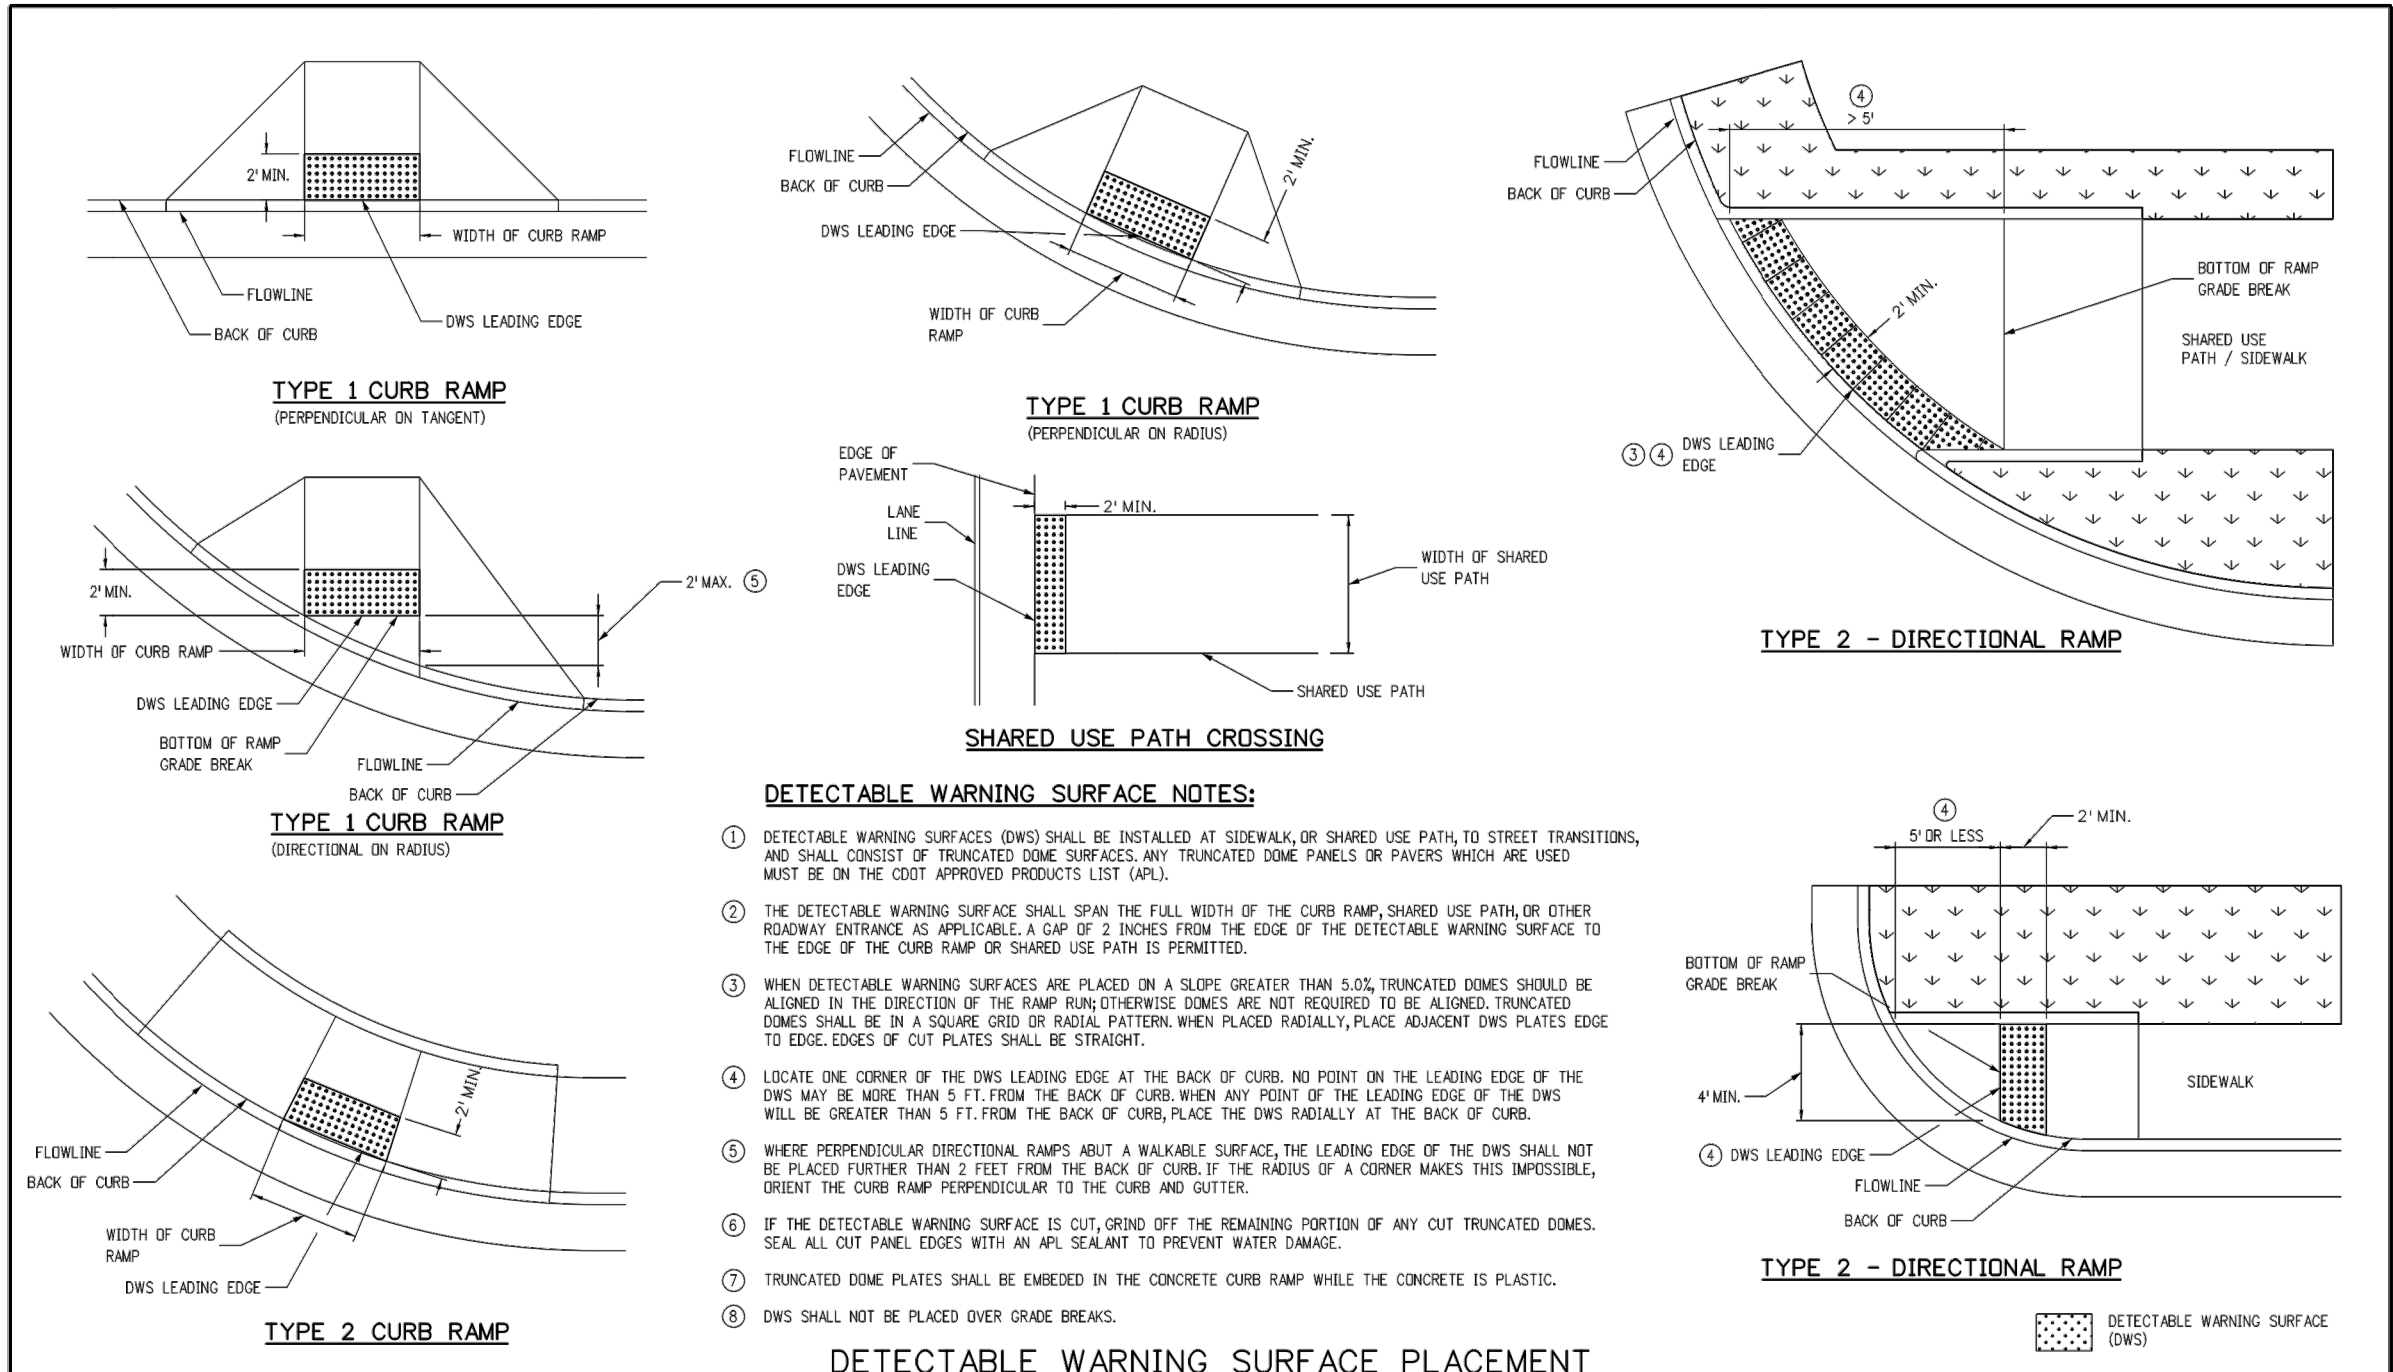 2' MIN.
WIDTH OF CURB RAMP
FLOWLINE
DWS LEADING EDGE
BACK OF CURB
TYPE 1 CURB RAMP
(PERPENDICULAR ON TANGENT)
FLOWLINE
BACK OF CURB
DWS LEADING EDGE
2' MIN.
WIDTH OF CURB
RAMP
TYPE 1 CURB RAMP
(PERPENDICULAR ON RADIUS)
4
> 5'
FLOWLINE
BACK OF CURB
2' MIN.
BOTTOM OF RAMP
GRADE BREAK
SHARED USE
PATH / SIDEWALK
3 4 DWS LEADING
EDGE
TYPE 2 - DIRECTIONAL RAMP
2' MIN.
2' MAX. 5
WIDTH OF CURB RAMP
DWS LEADING EDGE
BOTTOM OF RAMP
GRADE BREAK
FLOWLINE
BACK OF CURB
TYPE 1 CURB RAMP
(DIRECTIONAL ON RADIUS)
EDGE OF
PAVEMENT
2' MIN.
LANE
LINE
DWS LEADING
EDGE
WIDTH OF SHARED
USE PATH
SHARED USE PATH
SHARED USE PATH CROSSING
2' MIN.
FLOWLINE
BACK OF CURB
WIDTH OF CURB
RAMP
DWS LEADING EDGE
TYPE 2 CURB RAMP
DETECTABLE WARNING SURFACE NOTES:
1 DETECTABLE WARNING SURFACES (DWS) SHALL BE INSTALLED AT SIDEWALK, OR SHARED USE PATH, TO STREET TRANSITIONS,
AND SHALL CONSIST OF TRUNCATED DOME SURFACES. ANY TRUNCATED DOME PANELS OR PAVERS WHICH ARE USED
MUST BE ON THE CDOT APPROVED PRODUCTS LIST (APL).
2 THE DETECTABLE WARNING SURFACE SHALL SPAN THE FULL WIDTH OF THE CURB RAMP, SHARED USE PATH, OR OTHER
ROADWAY ENTRANCE AS APPLICABLE. A GAP OF 2 INCHES FROM THE EDGE OF THE DETECTABLE WARNING SURFACE TO
THE EDGE OF THE CURB RAMP OR SHARED USE PATH IS PERMITTED.
3 WHEN DETECTABLE WARNING SURFACES ARE PLACED ON A SLOPE GREATER THAN 5.0%, TRUNCATED DOMES SHOULD BE
ALIGNED IN THE DIRECTION OF THE RAMP RUN; OTHERWISE DOMES ARE NOT REQUIRED TO BE ALIGNED. TRUNCATED
DOMES SHALL BE IN A SQUARE GRID OR RADIAL PATTERN. WHEN PLACED RADIALLY, PLACE ADJACENT DWS PLATES EDGE
TO EDGE. EDGES OF CUT PLATES SHALL BE STRAIGHT.
4 LOCATE ONE CORNER OF THE DWS LEADING EDGE AT THE BACK OF CURB. NO POINT ON THE LEADING EDGE OF THE
DWS MAY BE MORE THAN 5 FT. FROM THE BACK OF CURB. WHEN ANY POINT OF THE LEADING EDGE OF THE DWS
WILL BE GREATER THAN 5 FT. FROM THE BACK OF CURB, PLACE THE DWS RADIALLY AT THE BACK OF CURB.
5 WHERE PERPENDICULAR DIRECTIONAL RAMPS ABUT A WALKABLE SURFACE, THE LEADING EDGE OF THE DWS SHALL NOT
BE PLACED FURTHER THAN 2 FEET FROM THE BACK OF CURB. IF THE RADIUS OF A CORNER MAKES THIS IMPOSSIBLE,
ORIENT THE CURB RAMP PERPENDICULAR TO THE CURB AND GUTTER.
6 IF THE DETECTABLE WARNING SURFACE IS CUT, GRIND OFF THE REMAINING PORTION OF ANY CUT TRUNCATED DOMES.
SEAL ALL CUT PANEL EDGES WITH AN APL SEALANT TO PREVENT WATER DAMAGE.
7 TRUNCATED DOME PLATES SHALL BE EMBEDED IN THE CONCRETE CURB RAMP WHILE THE CONCRETE IS PLASTIC.
8 DWS SHALL NOT BE PLACED OVER GRADE BREAKS.
4
5' OR LESS
2' MIN.
BOTTOM OF RAMP
GRADE BREAK
4' MIN.
SIDEWALK
4 DWS LEADING EDGE
FLOWLINE
BACK OF CURB
TYPE 2 - DIRECTIONAL RAMP
DETECTABLE WARNING SURFACE
(DWS)
DETECTABLE WARNING SURFACE PLACEMENT